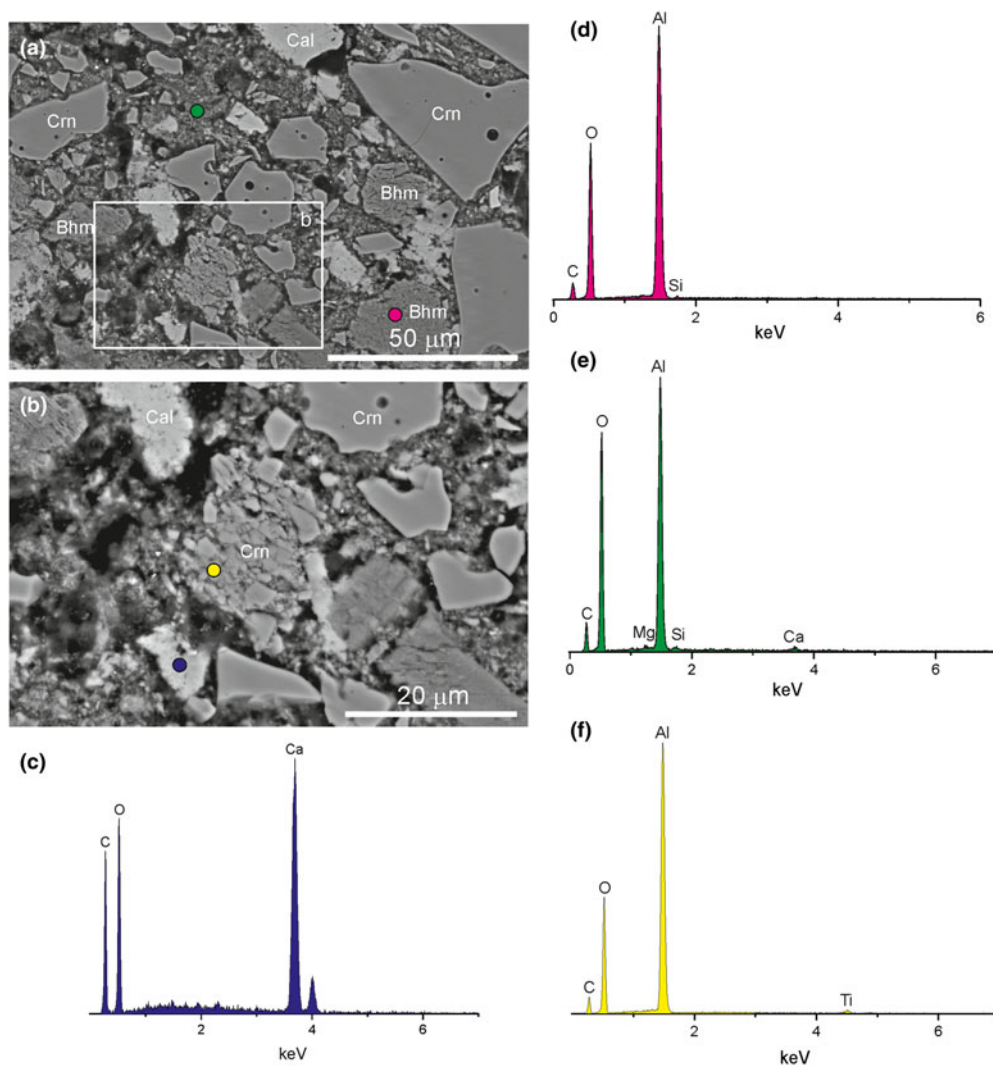 (a)
Cal
Crn
Crn
Bhm
Bhm
b
Bhm
50 μm
(b)
Cal
Crn
Crn
20 μm
(c)
Ca
O
C
2
4
6
keV
(d)
Al
O
C
Si
0
2
4
6
keV
(e)
Al
O
C
Mg
Si
Ca
0
2
4
6
keV
(f)
Al
O
C
Ti
0
2
4
6
keV